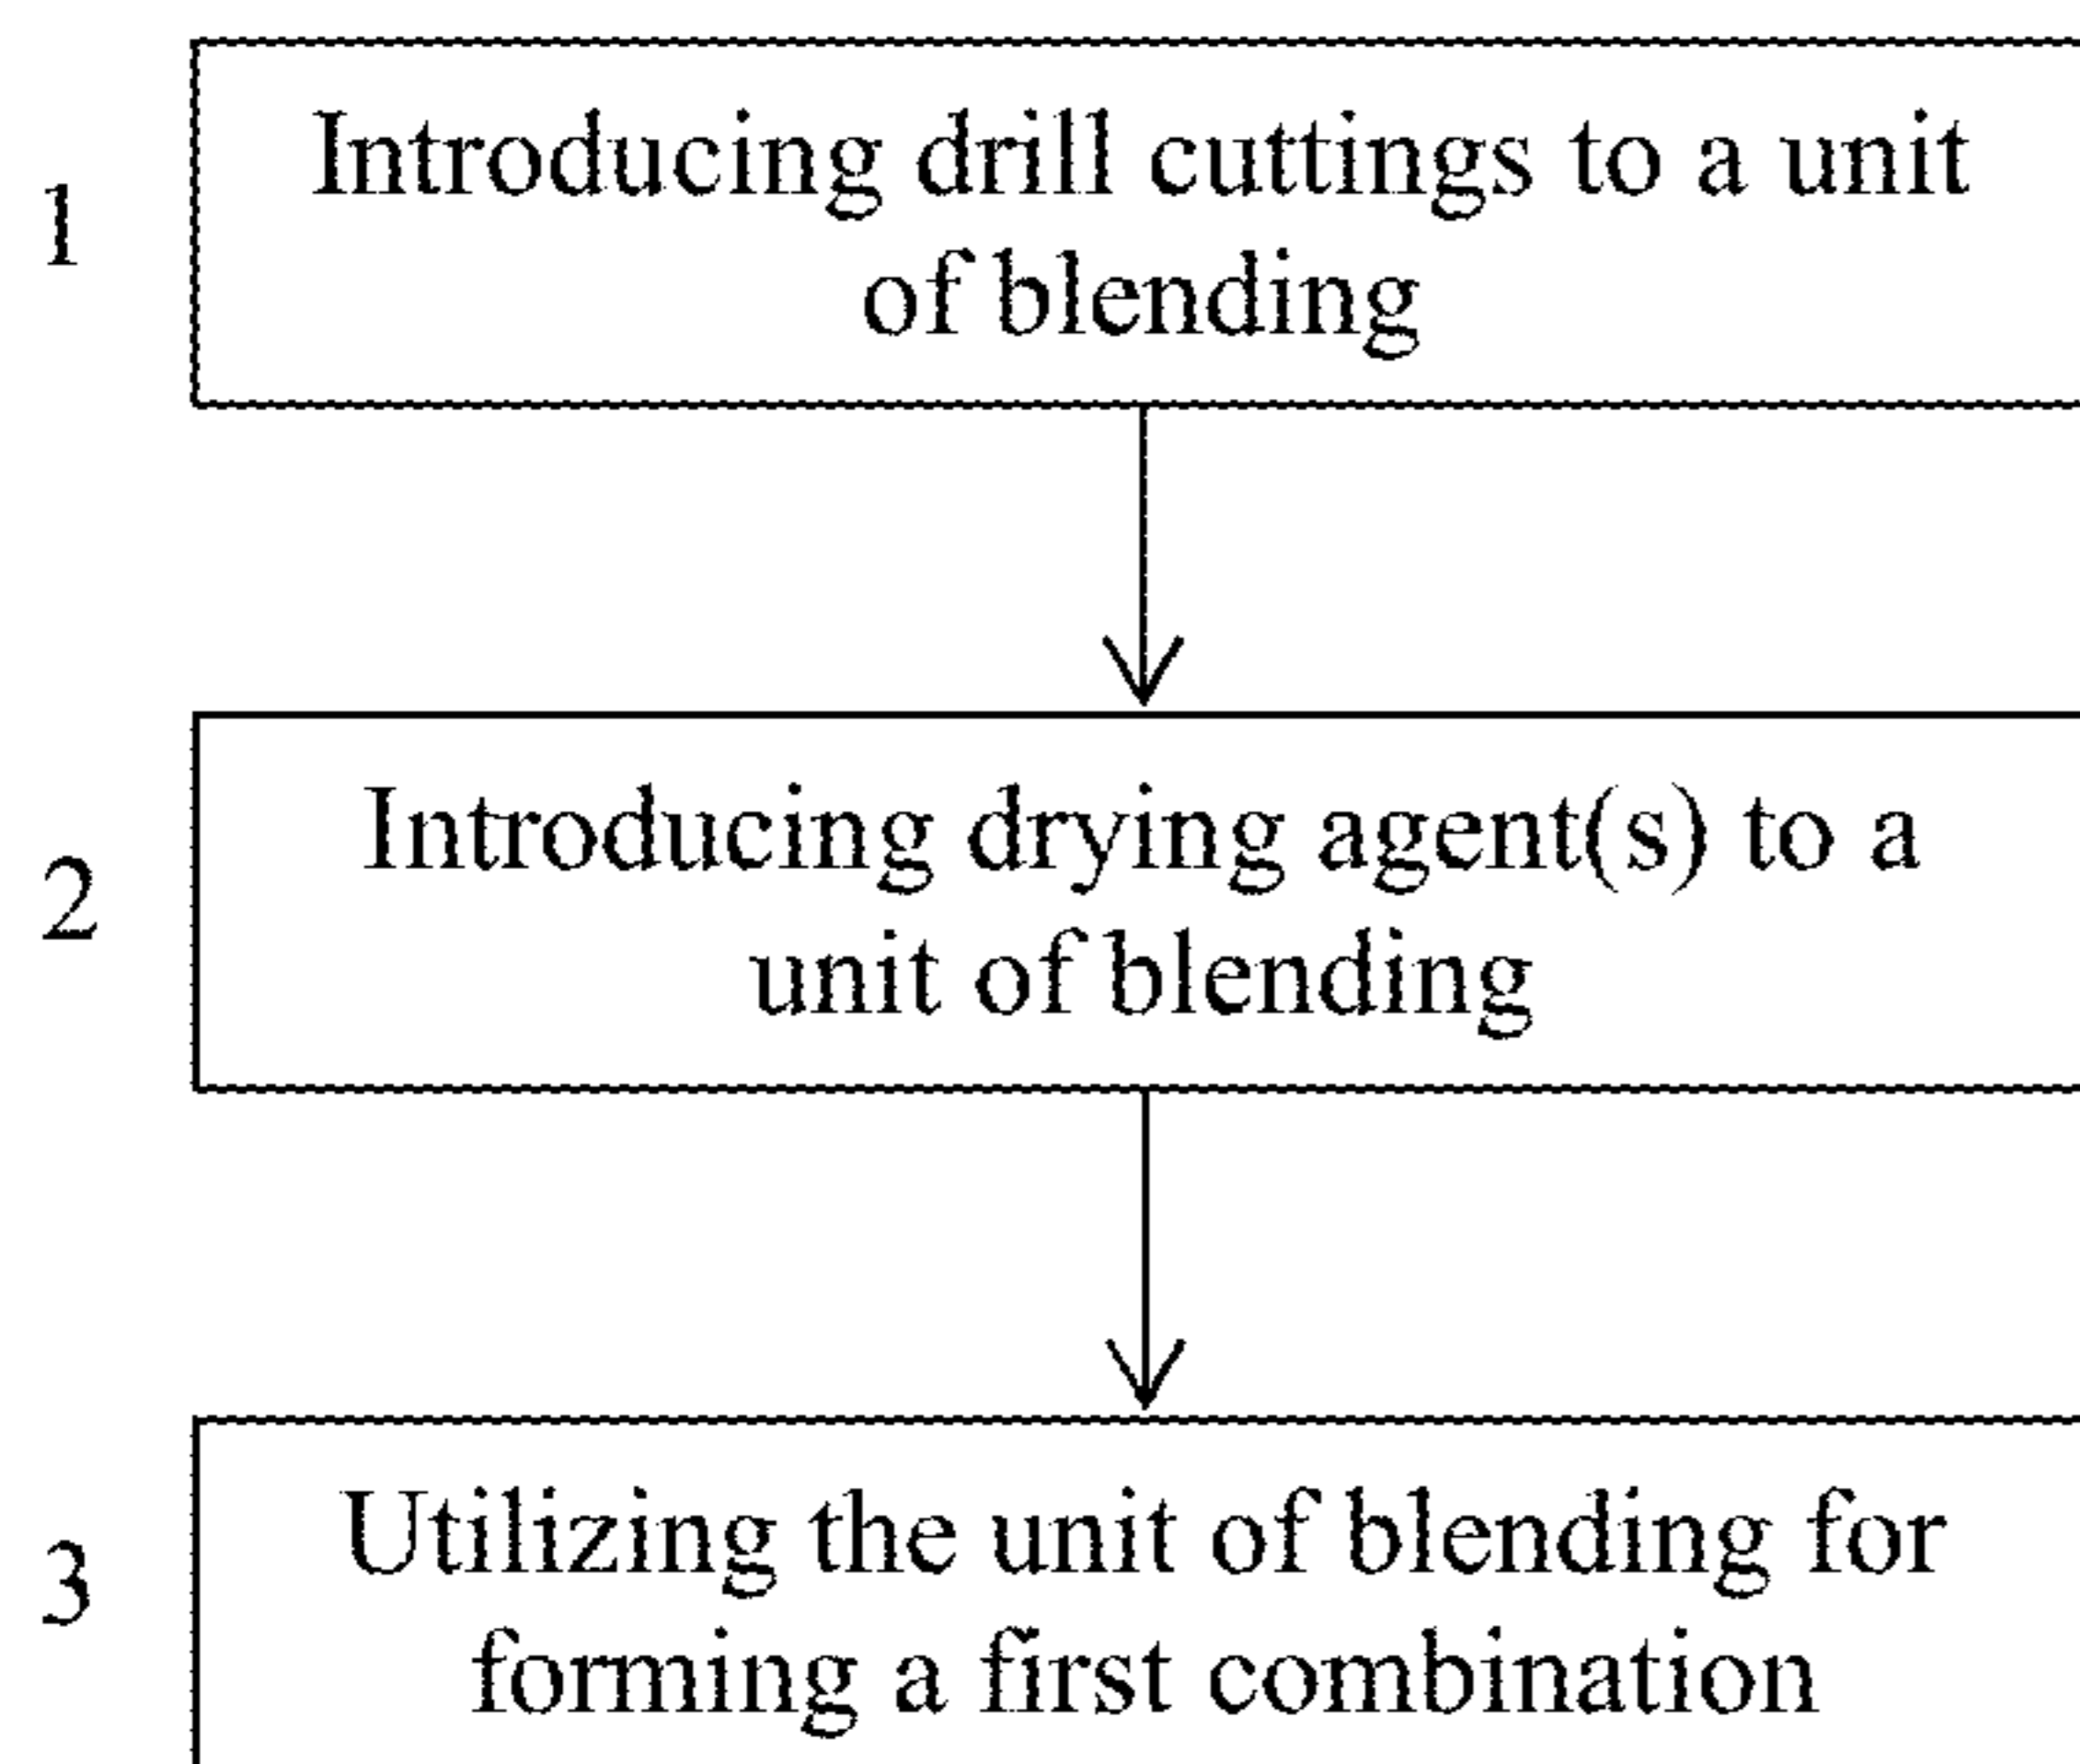 1
Introducing drill cuttings to a unit
of blending
2
Introducing drying agent(s) to a
unit of blending
3
Utilizing the unit of blending for
forming a first combination